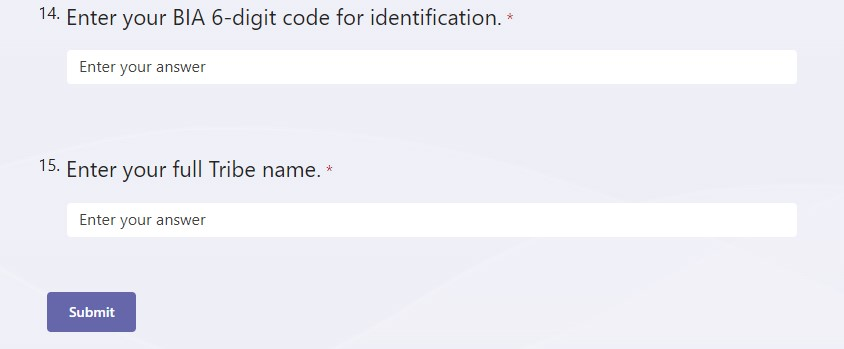 14. Enter your BIA 6-digit code for identification. *
Enter your answer
15. Enter your full Tribe name. *
Enter your answer
Submit